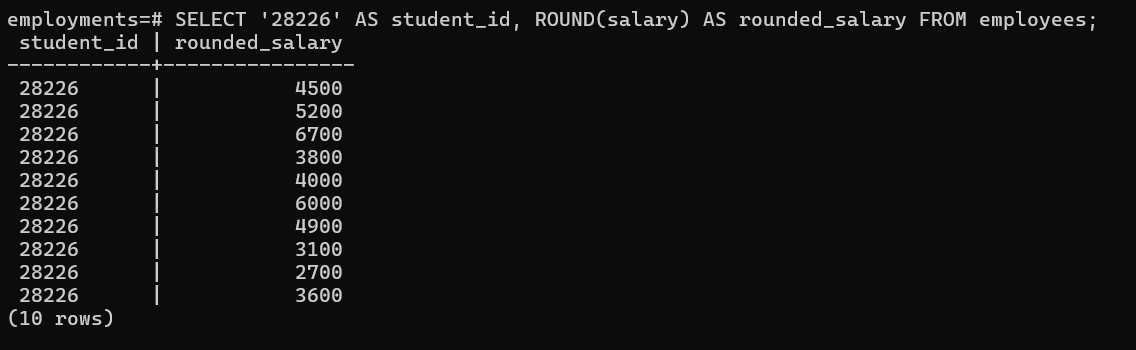 employments=# SELECT '28226' AS student_id, ROUND(salary) AS rounded_salary FROM employees;
 student_id | rounded_salary
------------+----------------
 28226      |           4500
 28226      |           5200
 28226      |           6700
 28226      |           3800
 28226      |           4000
 28226      |           6000
 28226      |           4900
 28226      |           3100
 28226      |           2700
 28226      |           3600
(10 rows)